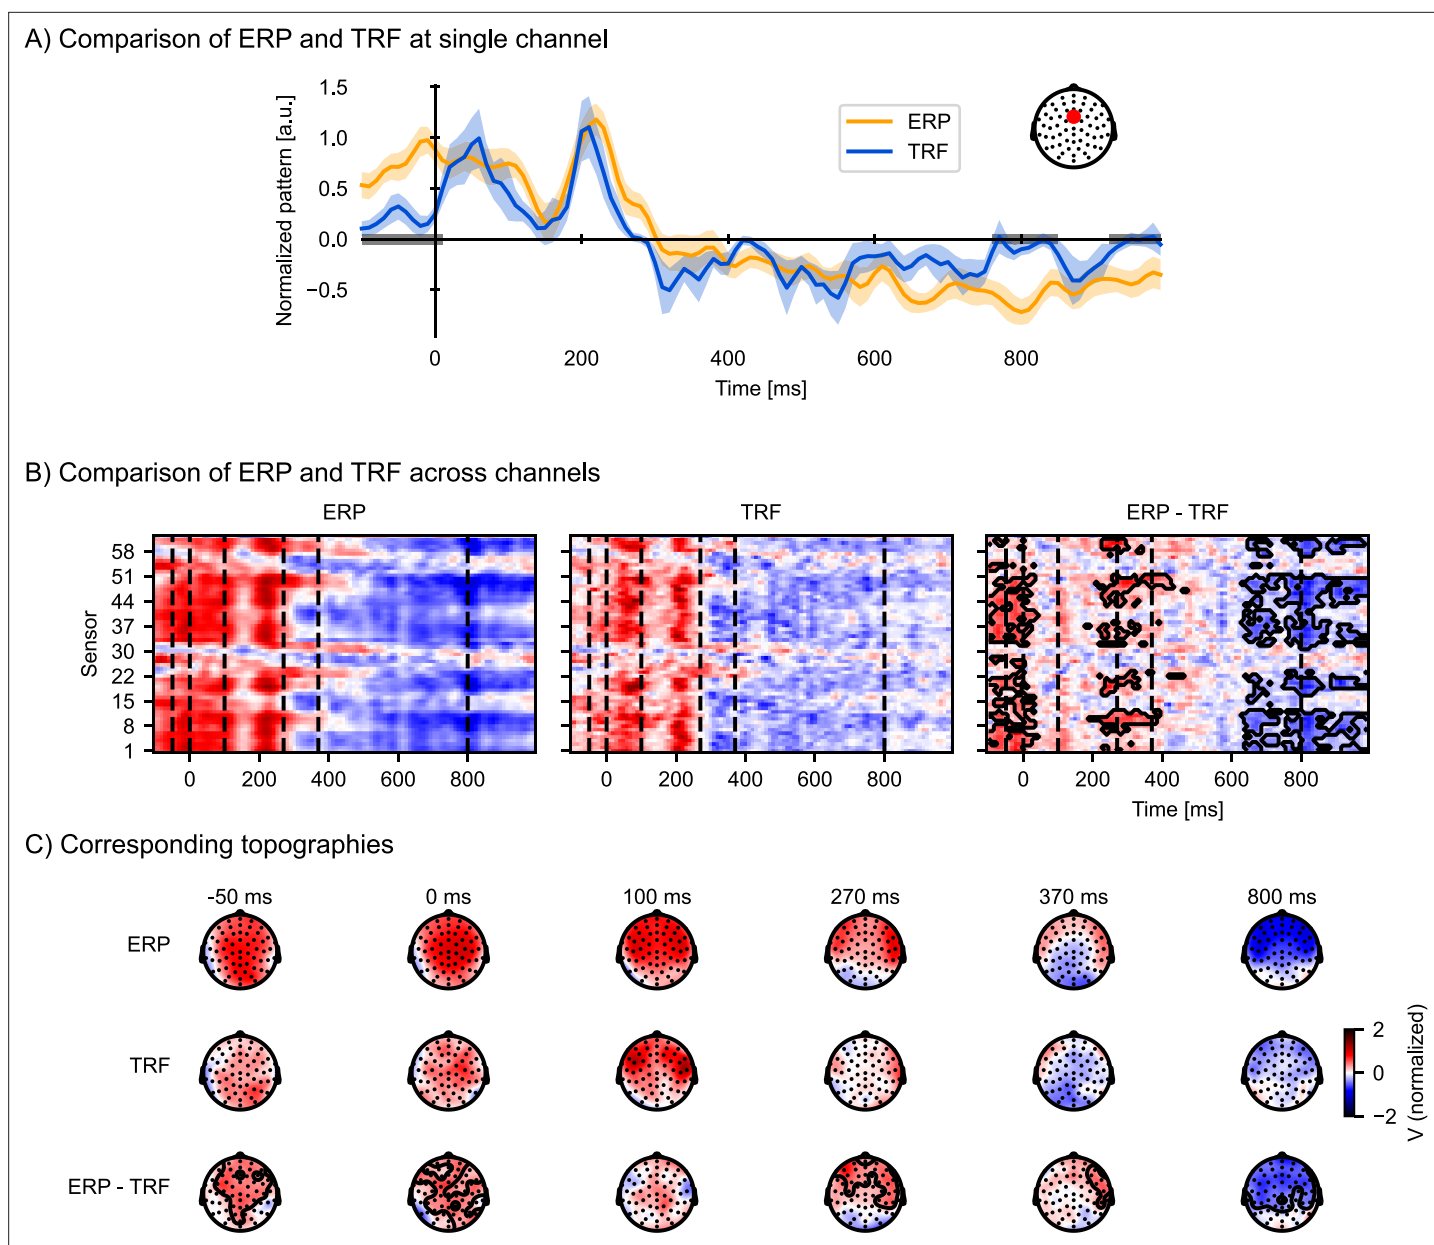 A) Comparison of ERP and TRF at single channel
Normalized pattern [a.u.]
1.5
1.0
0.5
0.0
−0.5
ERP
TRF
0 200 400 600 800
Time [ms]
B) Comparison of ERP and TRF across channels
ERP TRF ERP - TRF
Sensor
58
51
44
37
30
22
15
8
1
0 200 400 600 800 0 200 400 600 800 0 200 400 600 800
Time [ms]
C) Corresponding topographies
-50 ms 0 ms 100 ms 270 ms 370 ms 800 ms
ERP
TRF
ERP - TRF
2
0
−2
V (normalized)